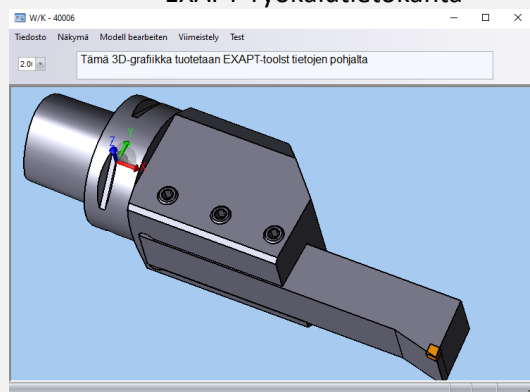 EXAPT Työkalutietokanta
W/K - 40006
Tiedosto Näkymä Modell bearbeiten Viimeistely Test
2.0
Tämä 3D-grafiikka tuotetaan EXAPT-toolst tietojen pohjalta
Z Y